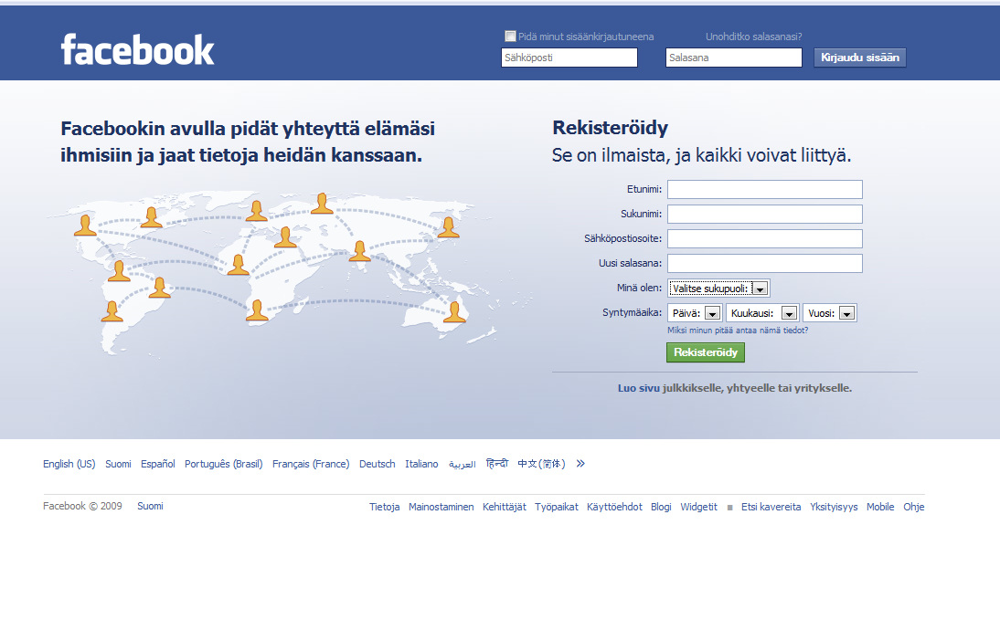 facebook
Pidä minut sisäänkirjautuneena Unohditko salasanasi?
Sähköposti Salasana Kirjaudu sisään
Facebookin avulla pidät yhteyttä elämäsi
ihmisiin ja jaat tietoja heidän kanssaan.
Rekisteröidy
Se on ilmaista, ja kaikki voivat liittyä.
Etunimi:
Sukunimi:
Sähköpostiosoite:
Uusi salasana:
Minä olen: Valitse sukupuoli:
Syntymäaika: Päivä: Kuukausi: Vuosi:
Miksi minun pitää antaa nämä tiedot?
Rekisteröidy
Luo sivu julkkikselle, yhtyeelle tai yritykselle.
English (US) Suomi Español Português (Brasil) Français (France) Deutsch Italiano العربية हिन्दी 中文(简体) »
Facebook © 2009 Suomi Tietoja Mainostaminen Kehittäjät Työpaikat Käyttöehdot Blogi Widgetit ■ Etsi kavereita Yksityisyys Mobile Ohje